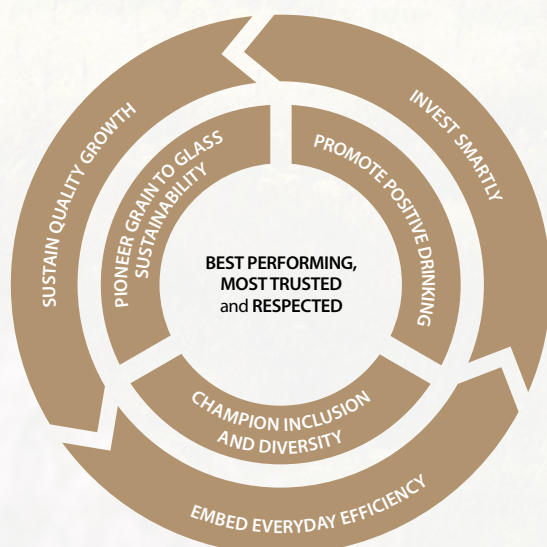 SUSTAIN QUALITY GROWTH
INVEST SMARTLY
EMBED EVERYDAY EFFICIENCY
PIONEER GRAIN TO GLASS
SUSTAINABILITY
PROMOTE POSITIVE DRINKING
CHAMPION INCLUSION
AND DIVERSITY
BEST PERFORMING,
MOST TRUSTED
and RESPECTED